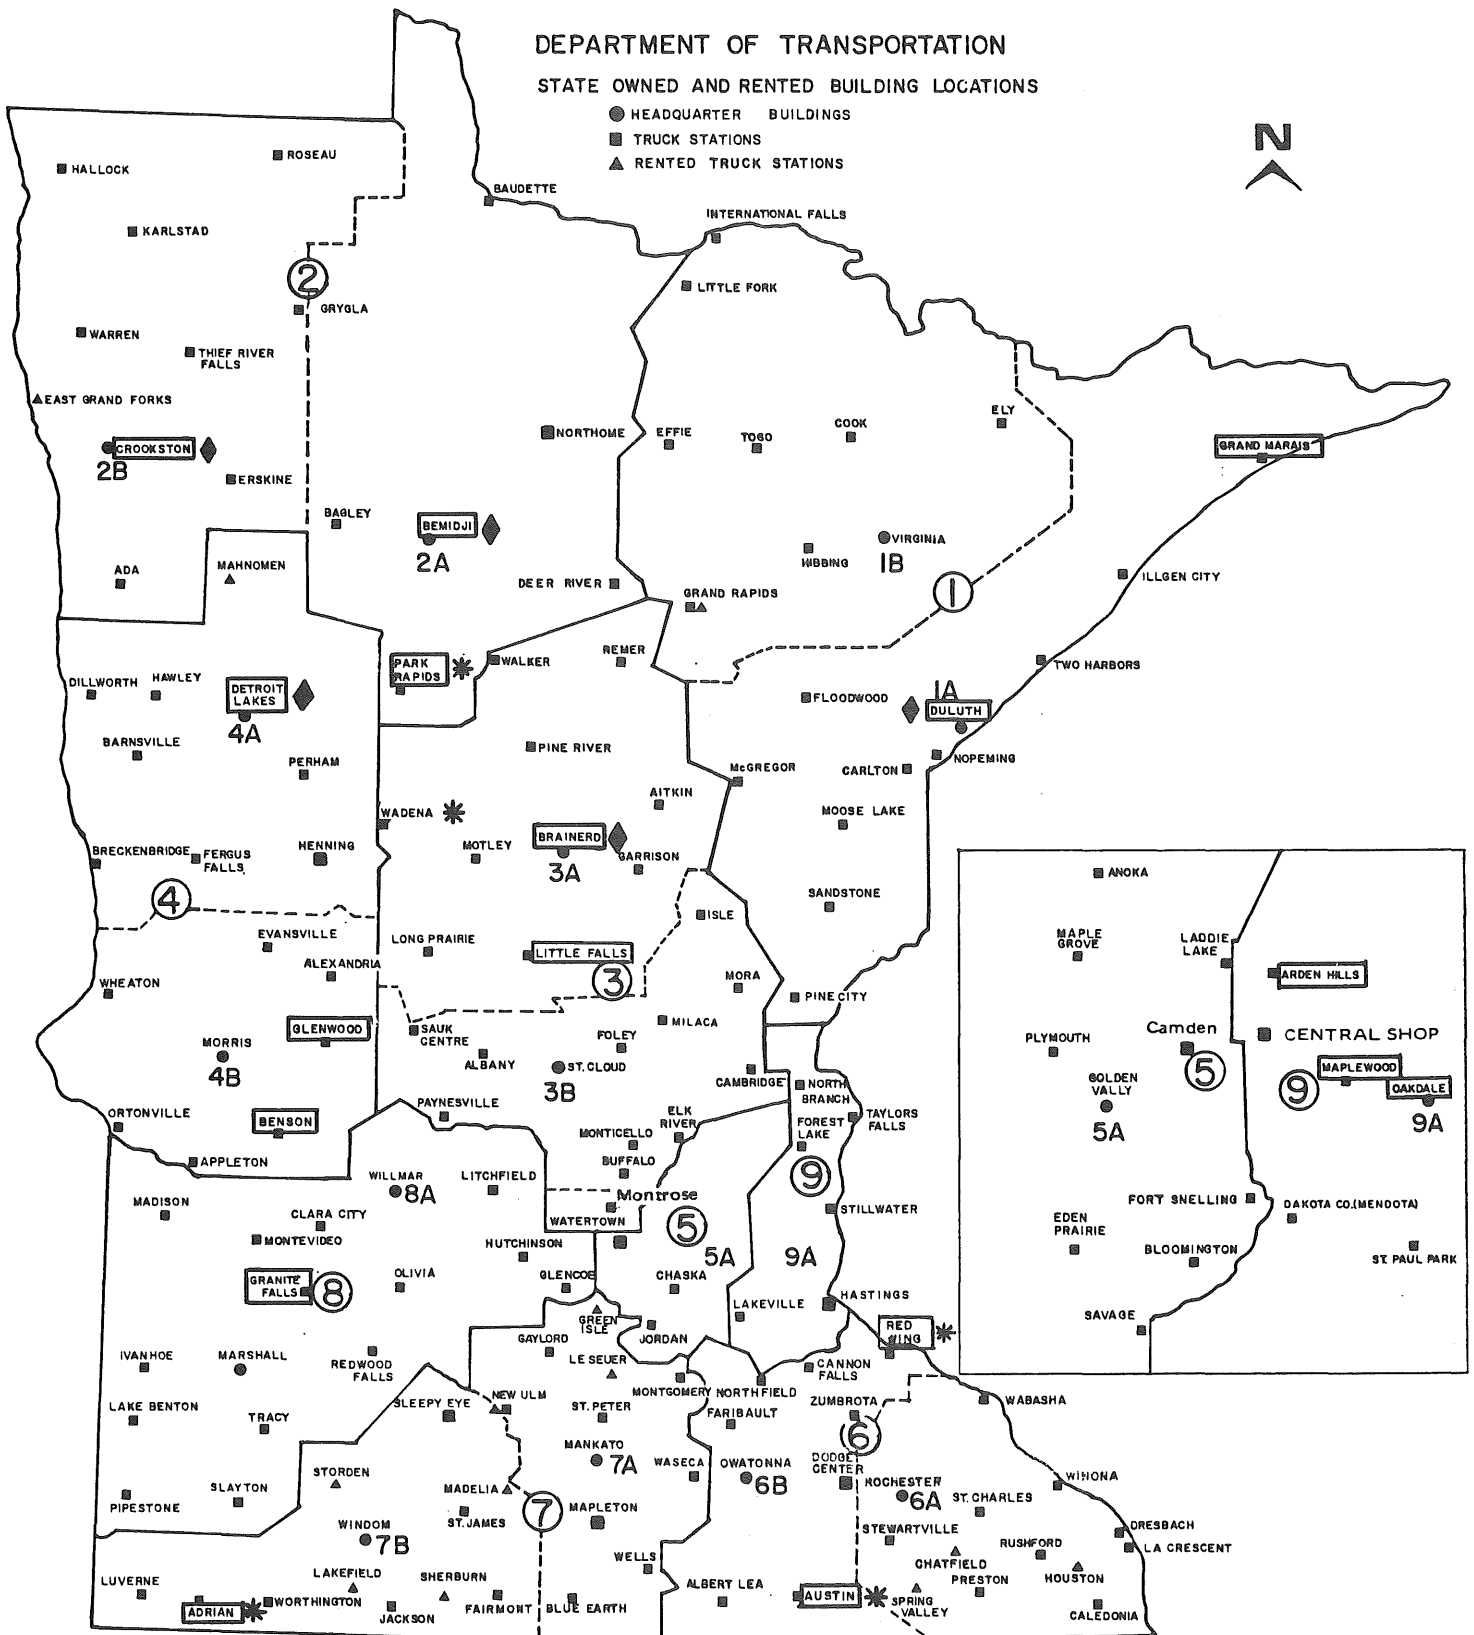 DEPARTMENT OF TRANSPORTATION
STATE OWNED AND RENTED BUILDING LOCATIONS
HEADQUARTER BUILDINGS
TRUCK STATIONS
RENTED TRUCK STATIONS
N
HALLOCK
ROSEAU
BAUDETTE
INTERNATIONAL FALLS
KARLSTAD
2
GRYGLA
LITTLE FORK
WARREN
THIEF RIVER
FALLS
EAST GRAND FORKS
CROOKSTON
2B
ERSKINE
NORTHOME
EFFIE
TOGO
COOK
ELY
GRAND MARAIS
BAGLEY
BEMIDJI
2A
VIRGINIA
1B
HIBBING
ADA
MAHNOMEN
DEER RIVER
GRAND RAPIDS
1
ILLGEN CITY
PARK
RAPIDS
WALKER
REMER
TWO HARBORS
DILLWORTH
HAWLEY
DETROIT
LAKES
4A
FLOODWOOD
1A
DULUTH
BARNSVILLE
PERHAM
PINE RIVER
McGREGOR
CARLTON
NOPEMING
WADENA
AITKIN
MOOSE LAKE
BRECKENBRIDGE
FERGUS
FALLS
HENNING
MOTLEY
BRAINERD
3A
GARRISON
SANDSTONE
4
EVANSVILLE
LONG PRAIRIE
LITTLE FALLS
3
ISLE
ALEXANDRIA
WHEATON
MORA
PINE CITY
GLENWOOD
SAUK
CENTRE
MILACA
MORRIS
4B
ALBANY
FOLEY
ST. CLOUD
3B
CAMBRIDGE
NORTH
BRANCH
ORTONVILLE
BENSON
PAYNESVILLE
ELK
RIVER
FOREST
LAKE
TAYLORS
FALLS
MONTICELLO
APPLETON
BUFFALO
WILLMAR
8A
LITCHFIELD
9
Montrose
MADISON
CLARA CITY
WATERTOWN
5
STILLWATER
MONTEVIDEO
HUTCHINSON
5A
9A
GRANITE
FALLS
8
OLIVIA
GLENCOE
CHASKA
GREEN
ISLE
LAKEVILLE
HASTINGS
GAYLORD
JORDAN
RED
WING
IVANHOE
MARSHALL
REDWOOD
FALLS
LE SEUER
CANNON
FALLS
MONTGOMERY
NORTHFIELD
LAKE BENTON
TRACY
SLEEPY EYE
NEW ULM
ST. PETER
FARIBAULT
ZUMBROTA
WABASHA
6
MANKATO
7A
WASECA
OWATONNA
6B
DODGE
CENTER
ROCHESTER
6A
WINONA
PIPESTONE
SLAYTON
STORDEN
MADELIA
ST. JAMES
7
MAPLETON
ST. CHARLES
WINDOM
7B
STEWARTVILLE
RUSHFORD
DRESBACH
LA CRESCENT
WELLS
CHATFIELD
HOUSTON
LUVERNE
LAKEFIELD
SHERBURN
ALBERT LEA
AUSTIN
PRESTON
ADRIAN
WORTHINGTON
JACKSON
FAIRMONT
BLUE EARTH
SPRING
VALLEY
CALEDONIA
ANOKA
MAPLE
GROVE
LADDIE
LAKE
ARDEN HILLS
PLYMOUTH
Camden
5
CENTRAL SHOP
GOLDEN
VALLY
5A
9
MAPLEWOOD
OAKDALE
9A
FORT SNELLING
DAKOTA CO. (MENDOTA)
EDEN
PRAIRIE
BLOOMINGTON
ST. PAUL PARK
SAVAGE